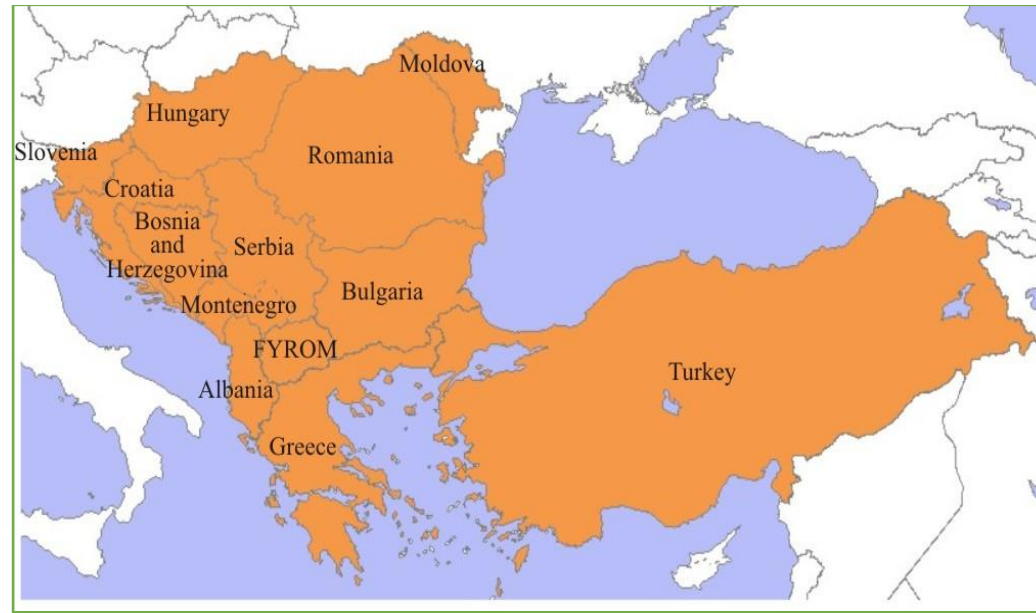 Moldova
Hungary
Romania
Slovenia
Croatia
Bosnia
and
Herzegovina
Serbia
Montenegro
Bulgaria
FYROM
Albania
Turkey
Greece